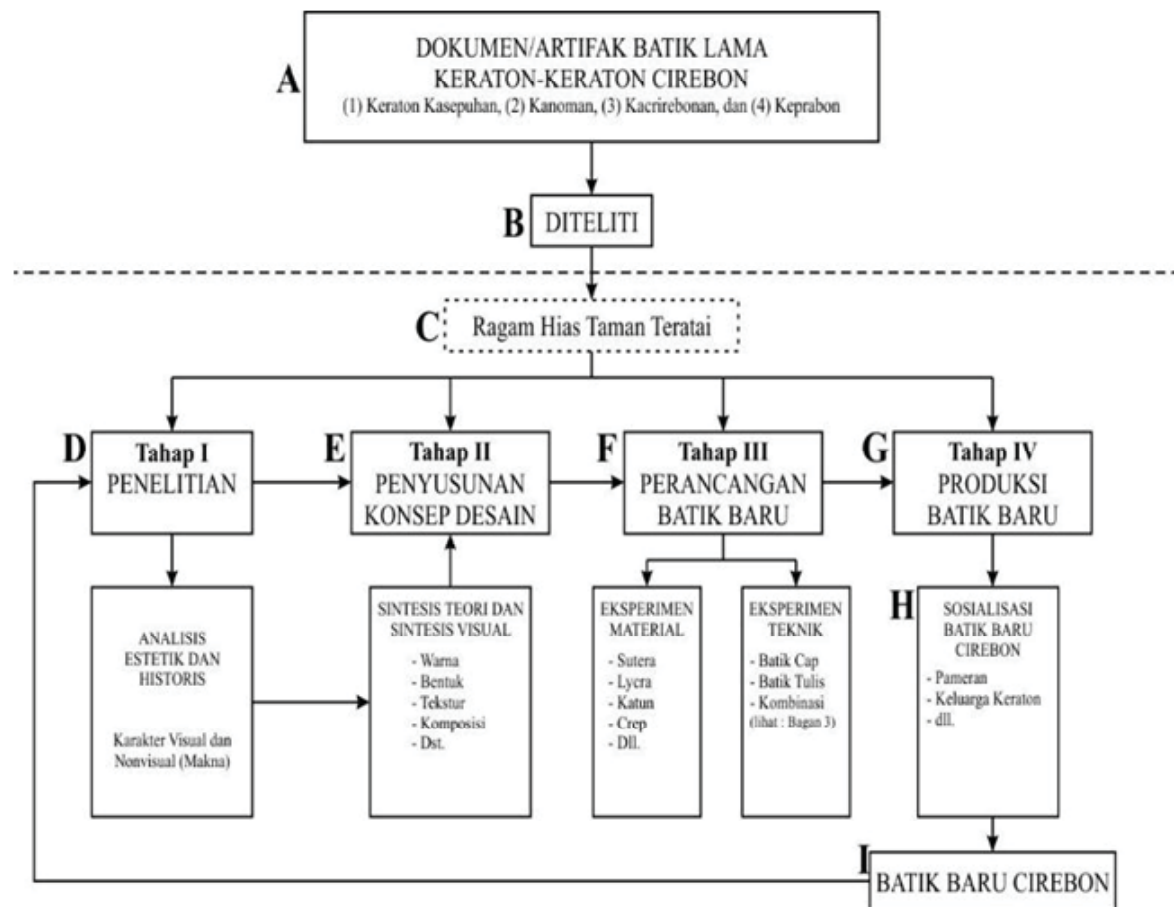 A
DOKUMEN/ARTIFAK BATIK LAMA
KERATON-KERATON CIREBON
(1) Keraton Kasepuhan, (2) Kanoman, (3) Kacrirebonan, dan (4) Keprabon
B
DITELITI
C
Ragam Hias Taman Teratai
D
Tahap I
PENELITIAN
E
Tahap II
PENYUSUNAN
KONSEP DESAIN
F
Tahap III
PERANCANGAN
BATIK BARU
G
Tahap IV
PRODUKSI
BATIK BARU
ANALISIS
ESTETIK DAN
HISTORIS
Karakter Visual dan
Nonvisual (Makna)
SINTESIS TEORI DAN
SINTESIS VISUAL
- Warna
- Bentuk
- Tekstur
- Komposisi
- Dst.
EKSPERIMEN
MATERIAL
- Sutera
- Lycra
- Katun
- Crep
- Dll.
EKSPERIMEN
TEKNIK
- Batik Cap
- Batik Tulis
- Kombinasi
(lihat : Bagan 3)
H
SOSIALISASI
BATIK BARU
CIREBON
- Pameran
- Keluarga Keraton
- dll.
I
BATIK BARU CIREBON